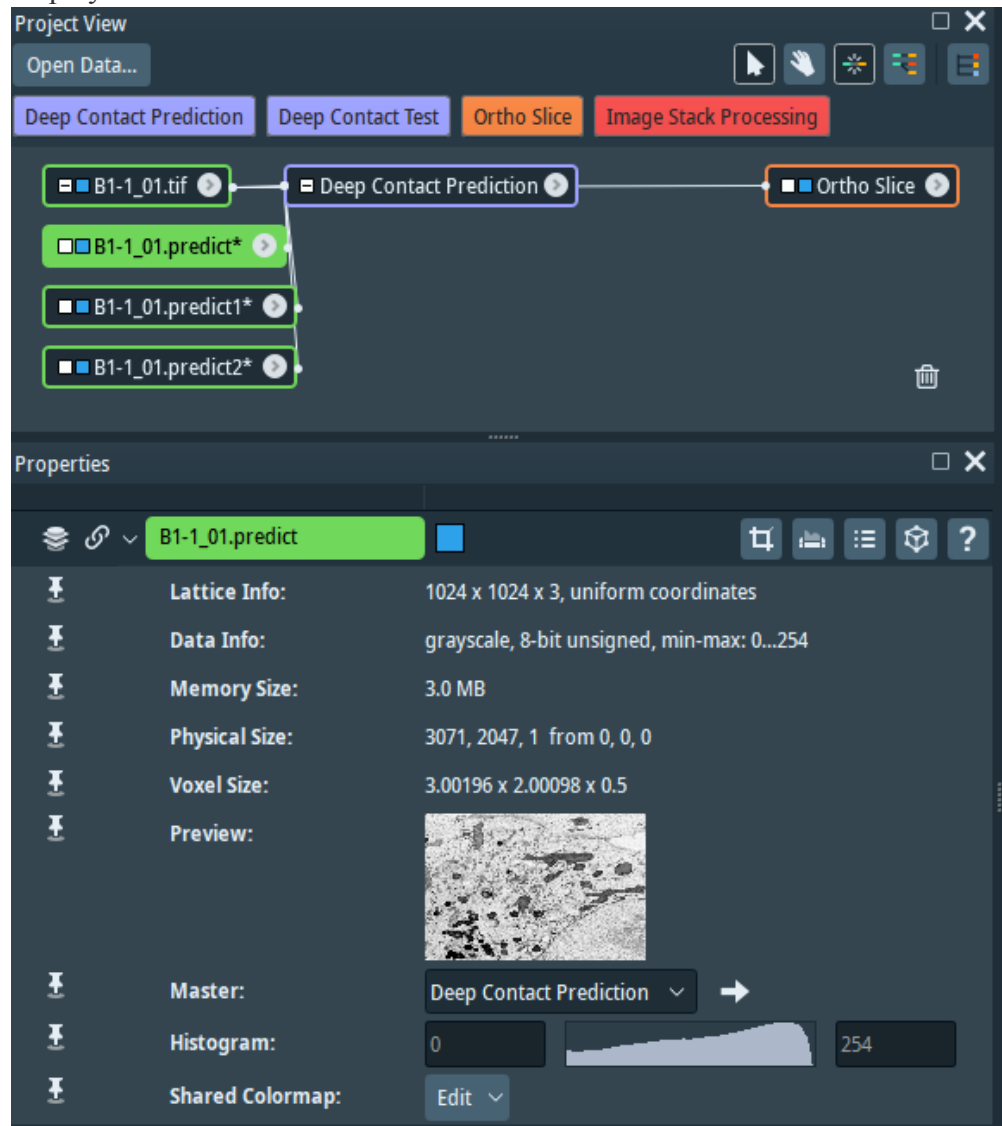 Project View
Open Data...
Deep Contact Prediction Deep Contact Test Ortho Slice Image Stack Processing
B1-1_01.tif Deep Contact Prediction Ortho Slice
B1-1_01.predict*
B1-1_01.predict1*
B1-1_01.predict2*
Properties
B1-1_01.predict ?
Lattice Info: 1024 x 1024 x 3, uniform coordinates
Data Info: grayscale, 8-bit unsigned, min-max: 0...254
Memory Size: 3.0 MB
Physical Size: 3071, 2047, 1 from 0, 0, 0
Voxel Size: 3.00196 x 2.00098 x 0.5
Preview:
Master: Deep Contact Prediction
Histogram: 0 254
Shared Colormap: Edit